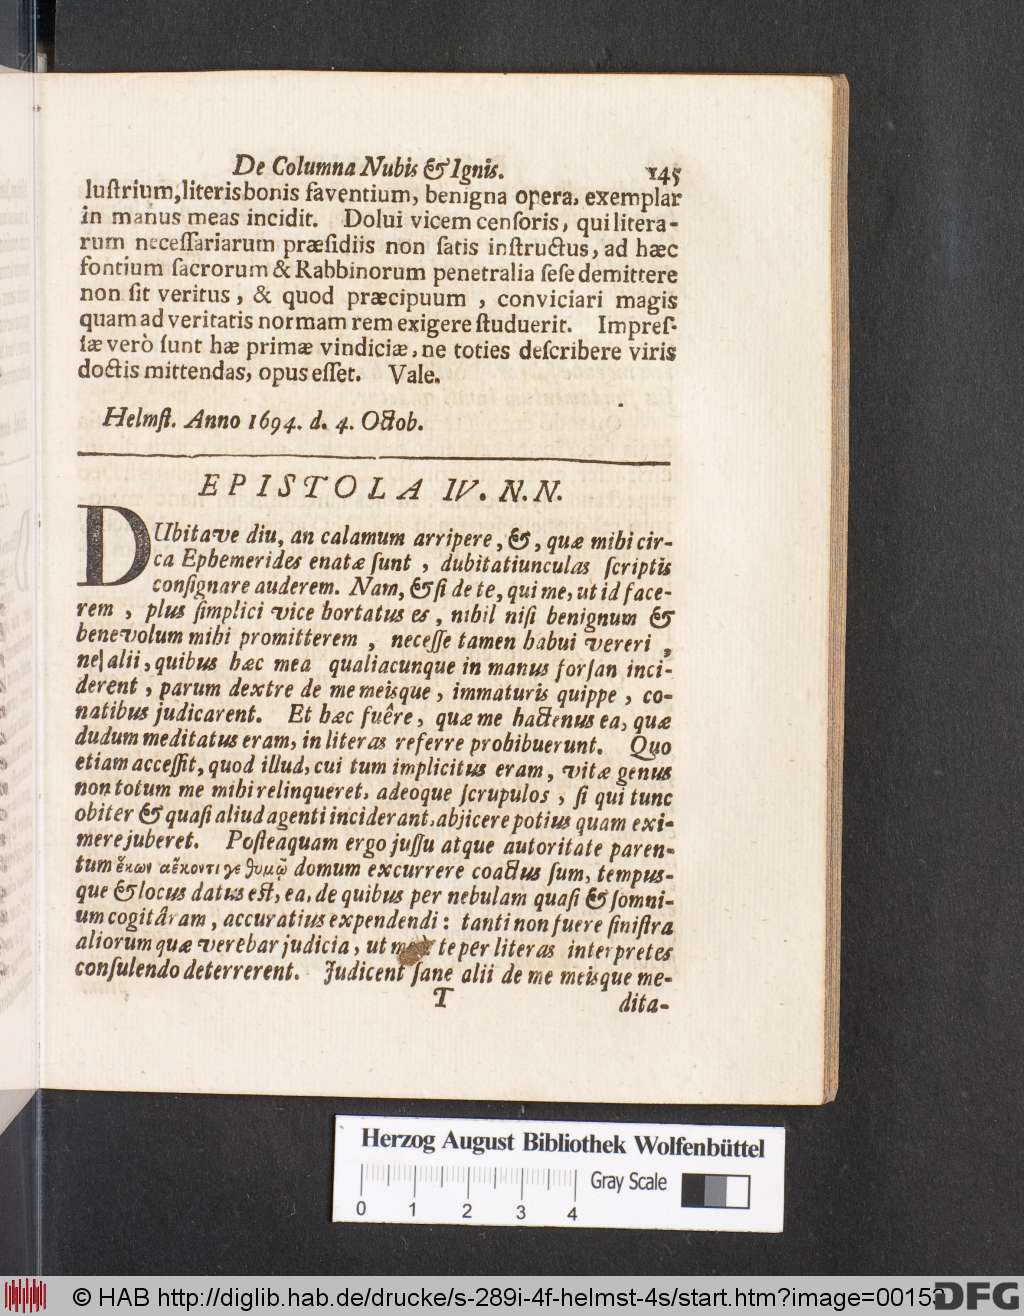 De Columna Nubis & Ignis. 145
luſtrium, literis bonis faventium, benigna opera, exemplar
in manus meas incidit. Dolui vicem cenſoris, qui litera-
rum neceſſariarum præſidiis non ſatis inſtructus, ad hæc
fontium ſacrorum & Rabbinorum penetralia ſeſe demittere
non ſit veritus, & quod præcipuum, conviciari magis
quam ad veritatis normam rem exigere ſtuduerit. Impreſ-
ſæ verò ſunt hæ primæ vindiciæ, ne toties deſcribere viris
doctis mittendas, opus eſſet. Vale.
Helmſt. Anno 1694. d. 4. Octob.
EPISTOLA IV. N. N.
DUbitave diu, an calamum arripere, &, quæ mihi cir-
ca Ephemerides enatæ ſunt, dubitatiunculas ſcriptis
conſignare auderem. Nam, & ſi de te, qui me, ut id face-
rem, plus ſimplici vice hortatus es, nihil niſi benignum &
benevolum mihi promitterem, neceſſe tamen habui vereri,
ne alii, quibus hæc mea qualiacunque in manus forſan inci-
derent, parum dextre de me meisque, immaturis quippe, co-
natibus judicarent. Et hæc fuêre, quæ me hactenus ea, quæ
dudum meditatus eram, in literas referre prohibuerunt. Quo
etiam acceſſit, quod illud, cui tum implicitus eram, vitæ genus
non totum me mihi relinqueret, adeoque ſcrupulos, ſi qui tunc
obiter & quaſi aliud agenti inciderant, abjicere potius quam exi-
mere juberet. Poſteaquam ergo juſſu atque autoritate paren-
tum ἕκων αἔκοντι γε θυμῷ domum excurrere coactus ſum, tempus-
que & locus datus eſt, ea, de quibus per nebulam quaſi & ſomni-
um cogitâram, accuratius expendendi: tanti non fuere ſiniſtra
aliorum quæ verebar judicia, ut te per literas interpretes
conſulendo deterrerent. Judicent ſane alii de me meisque me-
T dita-
Herzog August Bibliothek Wolfenbüttel
Gray Scale
0 1 2 3 4
© HAB http://diglib.hab.de/drucke/s-289i-4f-helmst-4s/start.htm?image=00153
DFG